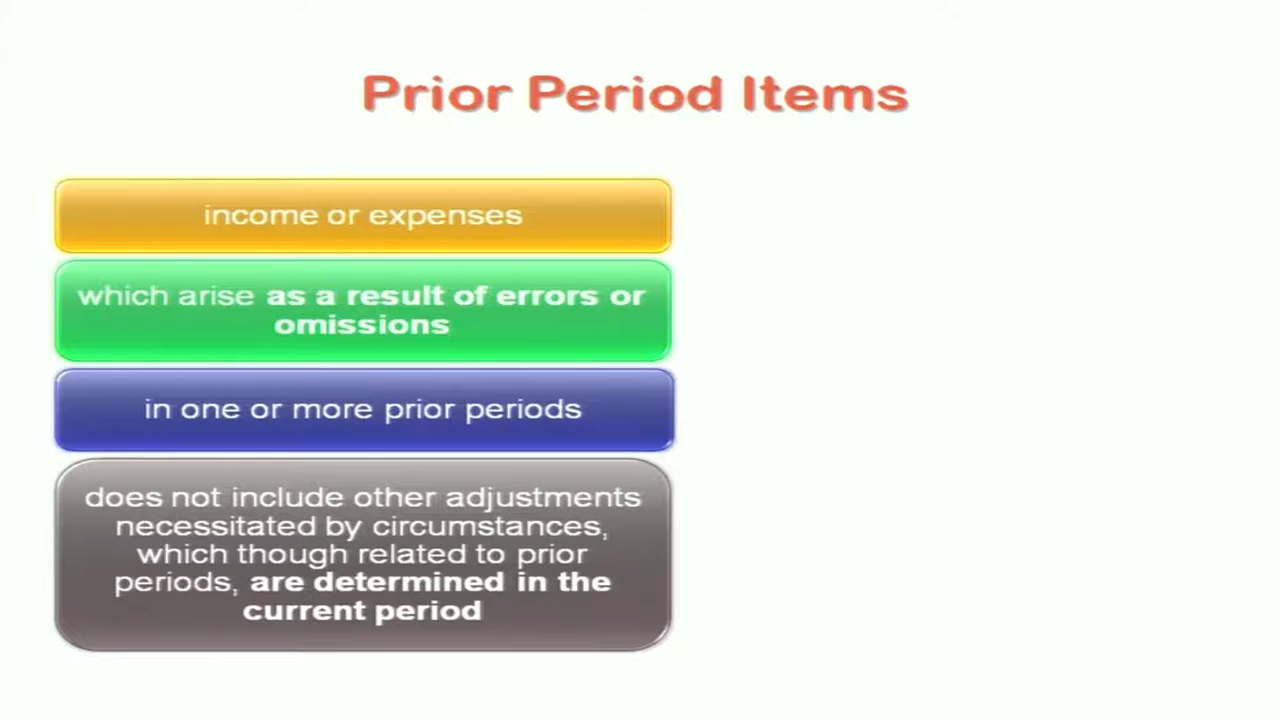 Prior Period Items
income or expenses
which arise as a result of errors or
omissions
in one or more prior periods
does not include other adjustments
necessitated by circumstances,
which though related to prior
periods, are determined in the
current period